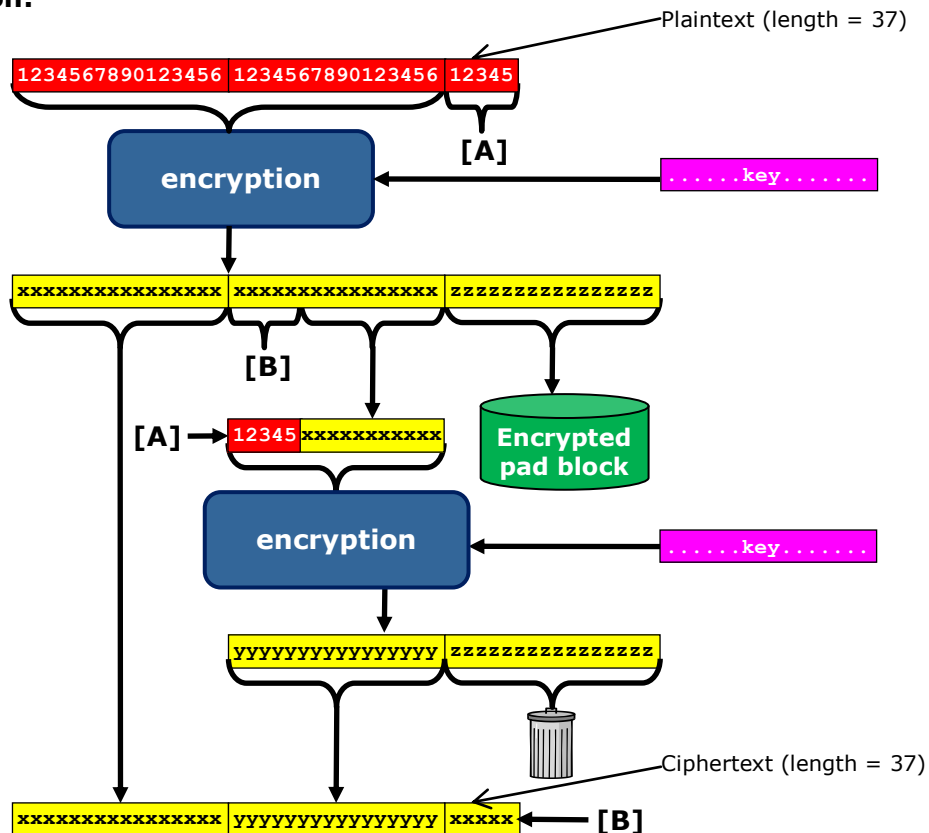 on:
Plaintext (length = 37)
1234567890123456 1234567890123456 12345
[A]
encryption
......key.......
xxxxxxxxxxxxxxxx xxxxxxxxxxxxxxxx zzzzzzzzzzzzzzzz
[B]
[A] 12345 xxxxxxxxxxx
Encrypted
pad block
encryption
......key.......
yyyyyyyyyyyyyyyy zzzzzzzzzzzzzzzz
Ciphertext (length = 37)
xxxxxxxxxxxxxxxx yyyyyyyyyyyyyyyy xxxxx [B]